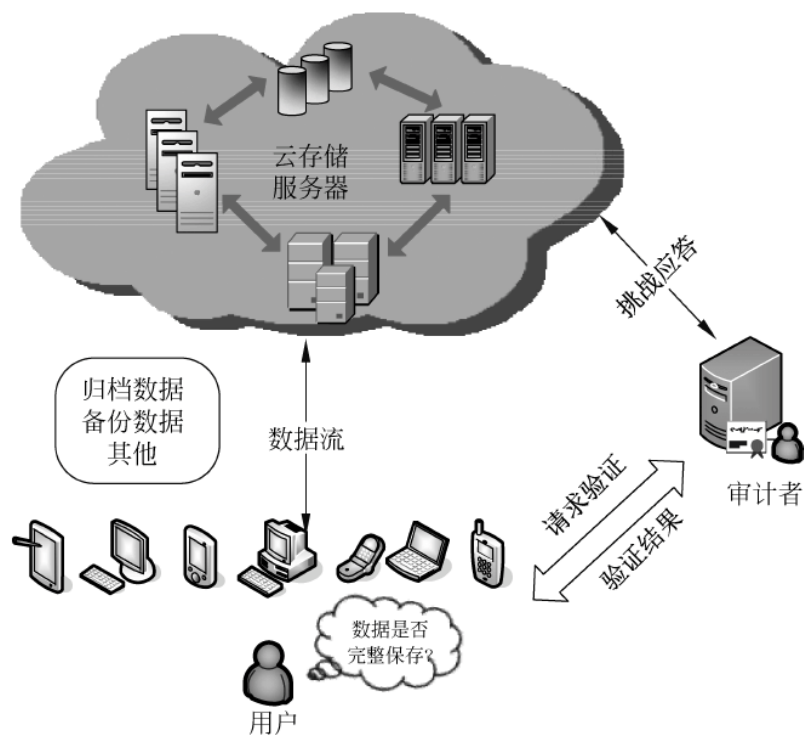 云存储
服务器
挑战应答
归档数据
备份数据
其他
数据流
审计者
请求验证
验证结果
数据是否
完整保存?
用户